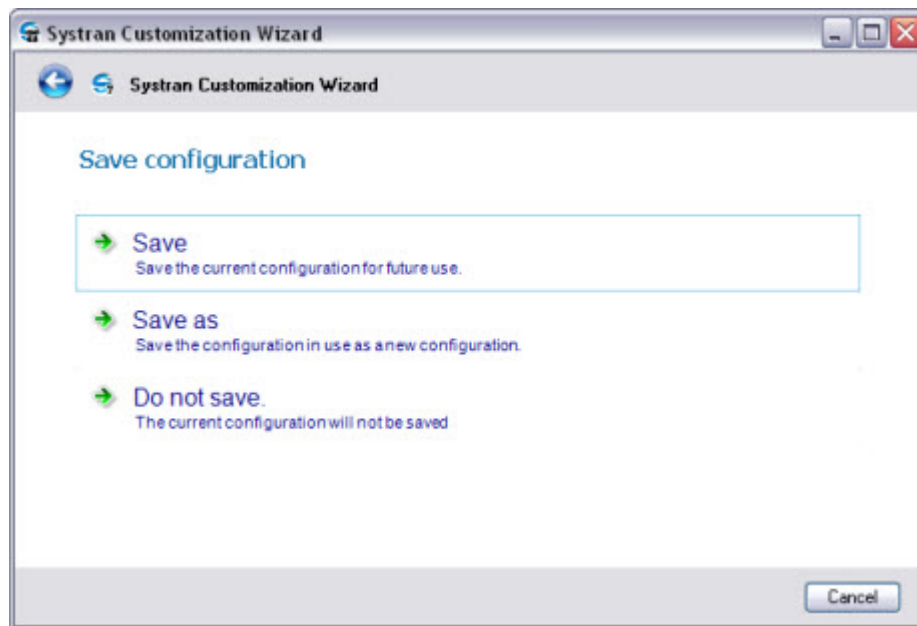 Systran Customization Wizard
Systran Customization Wizard
Save configuration
Save
Save the current configuration for future use.
Save as
Save the configuration in use as a new configuration.
Do not save.
The current configuration will not be saved
Cancel